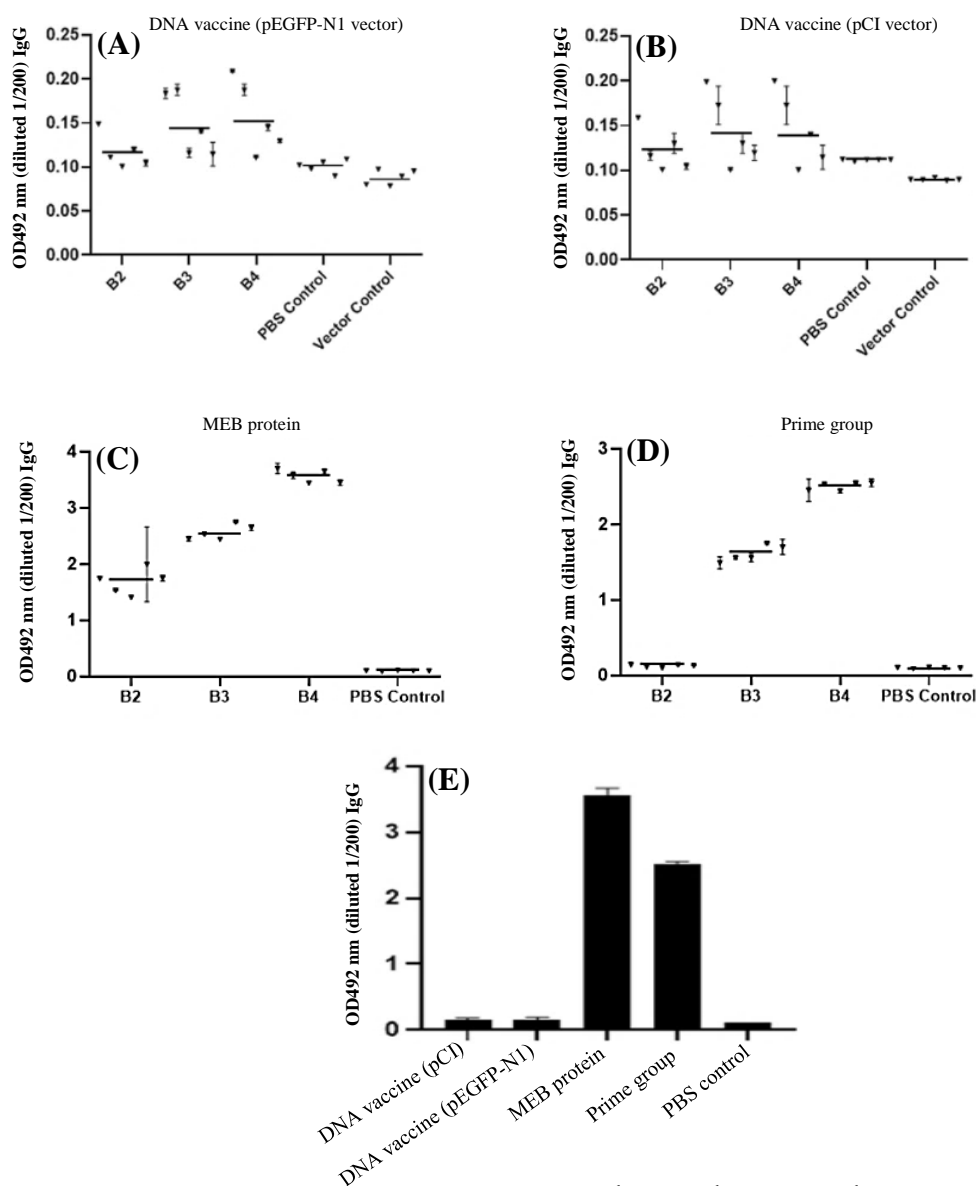 DNA vaccine (pEGFP-N1 vector)
(A)
OD492 nm (diluted 1/200) IgG
0.25
0.20
0.15
0.10
0.05
0.00
B2
B3
B4
PBS Control
Vector Control
DNA vaccine (pCI vector)
(B)
OD492 nm (diluted 1/200) IgG
0.25
0.20
0.15
0.10
0.05
0.00
B2
B3
B4
PBS Control
Vector Control
MEB protein
(C)
OD492 nm (diluted 1/200) IgG
4
3
2
1
0
B2
B3
B4
PBS Control
Prime group
(D)
OD492 nm (diluted 1/200) IgG
3
2
1
0
B2
B3
B4
PBS Control
(E)
OD492 nm (diluted 1/200) IgG
4
3
2
1
0
DNA vaccine (pCI)
DNA vaccine (pEGFP-N1)
MEB protein
Prime group
PBS control